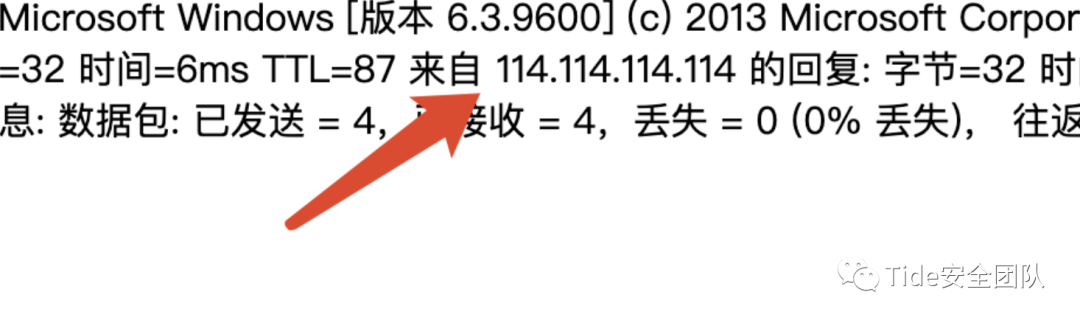 Microsoft Windows [版本 6.3.9600] (c) 2013 Microsoft Corpor
=32 时间=6ms TTL=87 来自 114.114.114.114 的回复: 字节=32 时
息: 数据包: 已发送 = 4, 接收 = 4, 丢失 = 0 (0% 丢失), 往返
Tide安全团队